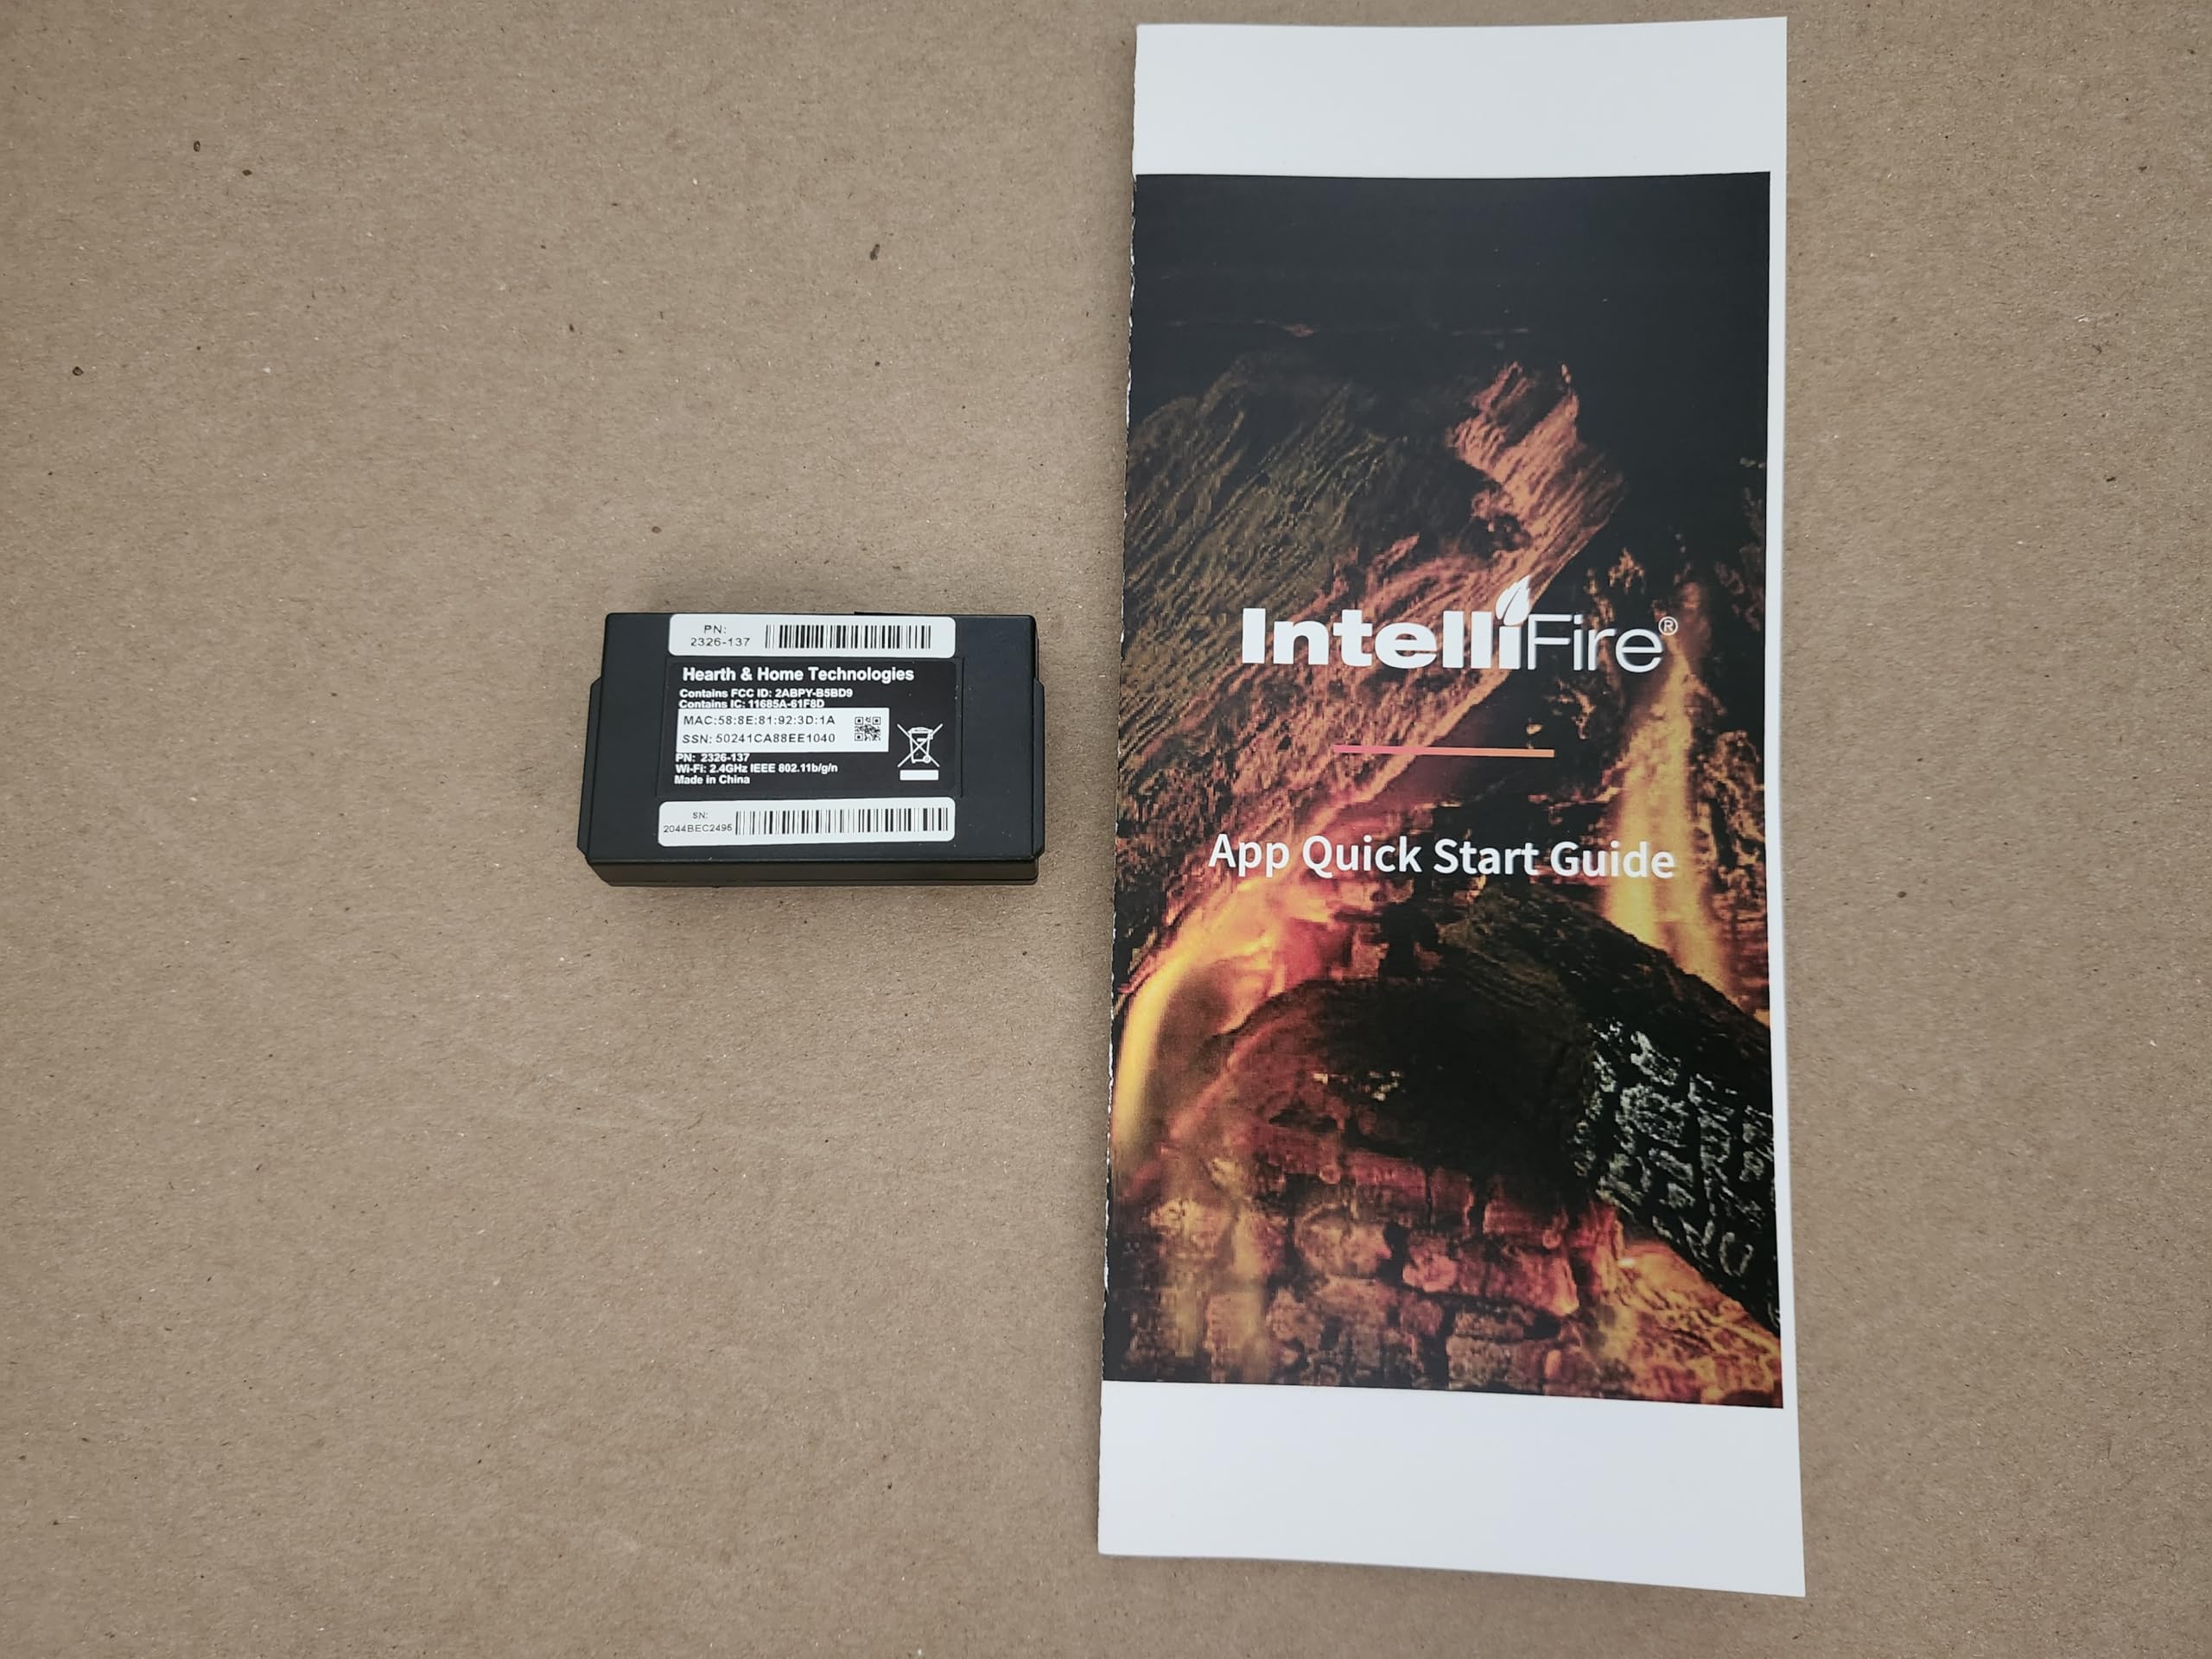 PN:
2326-137
Hearth & Home Technologies
Contains FCC ID: 2ABPY-B5BD9
Contains IC: 11685A-61F8D
MAC:58:8E:81:92:3D:1A
SSN: 50241CA88EE1040
PN: 2326-137
Wi-Fi: 2.4GHz IEEE 802.11b/g/n
Made in China
SN:
2044BEC2495
IntelliFire®
App Quick Start Guide